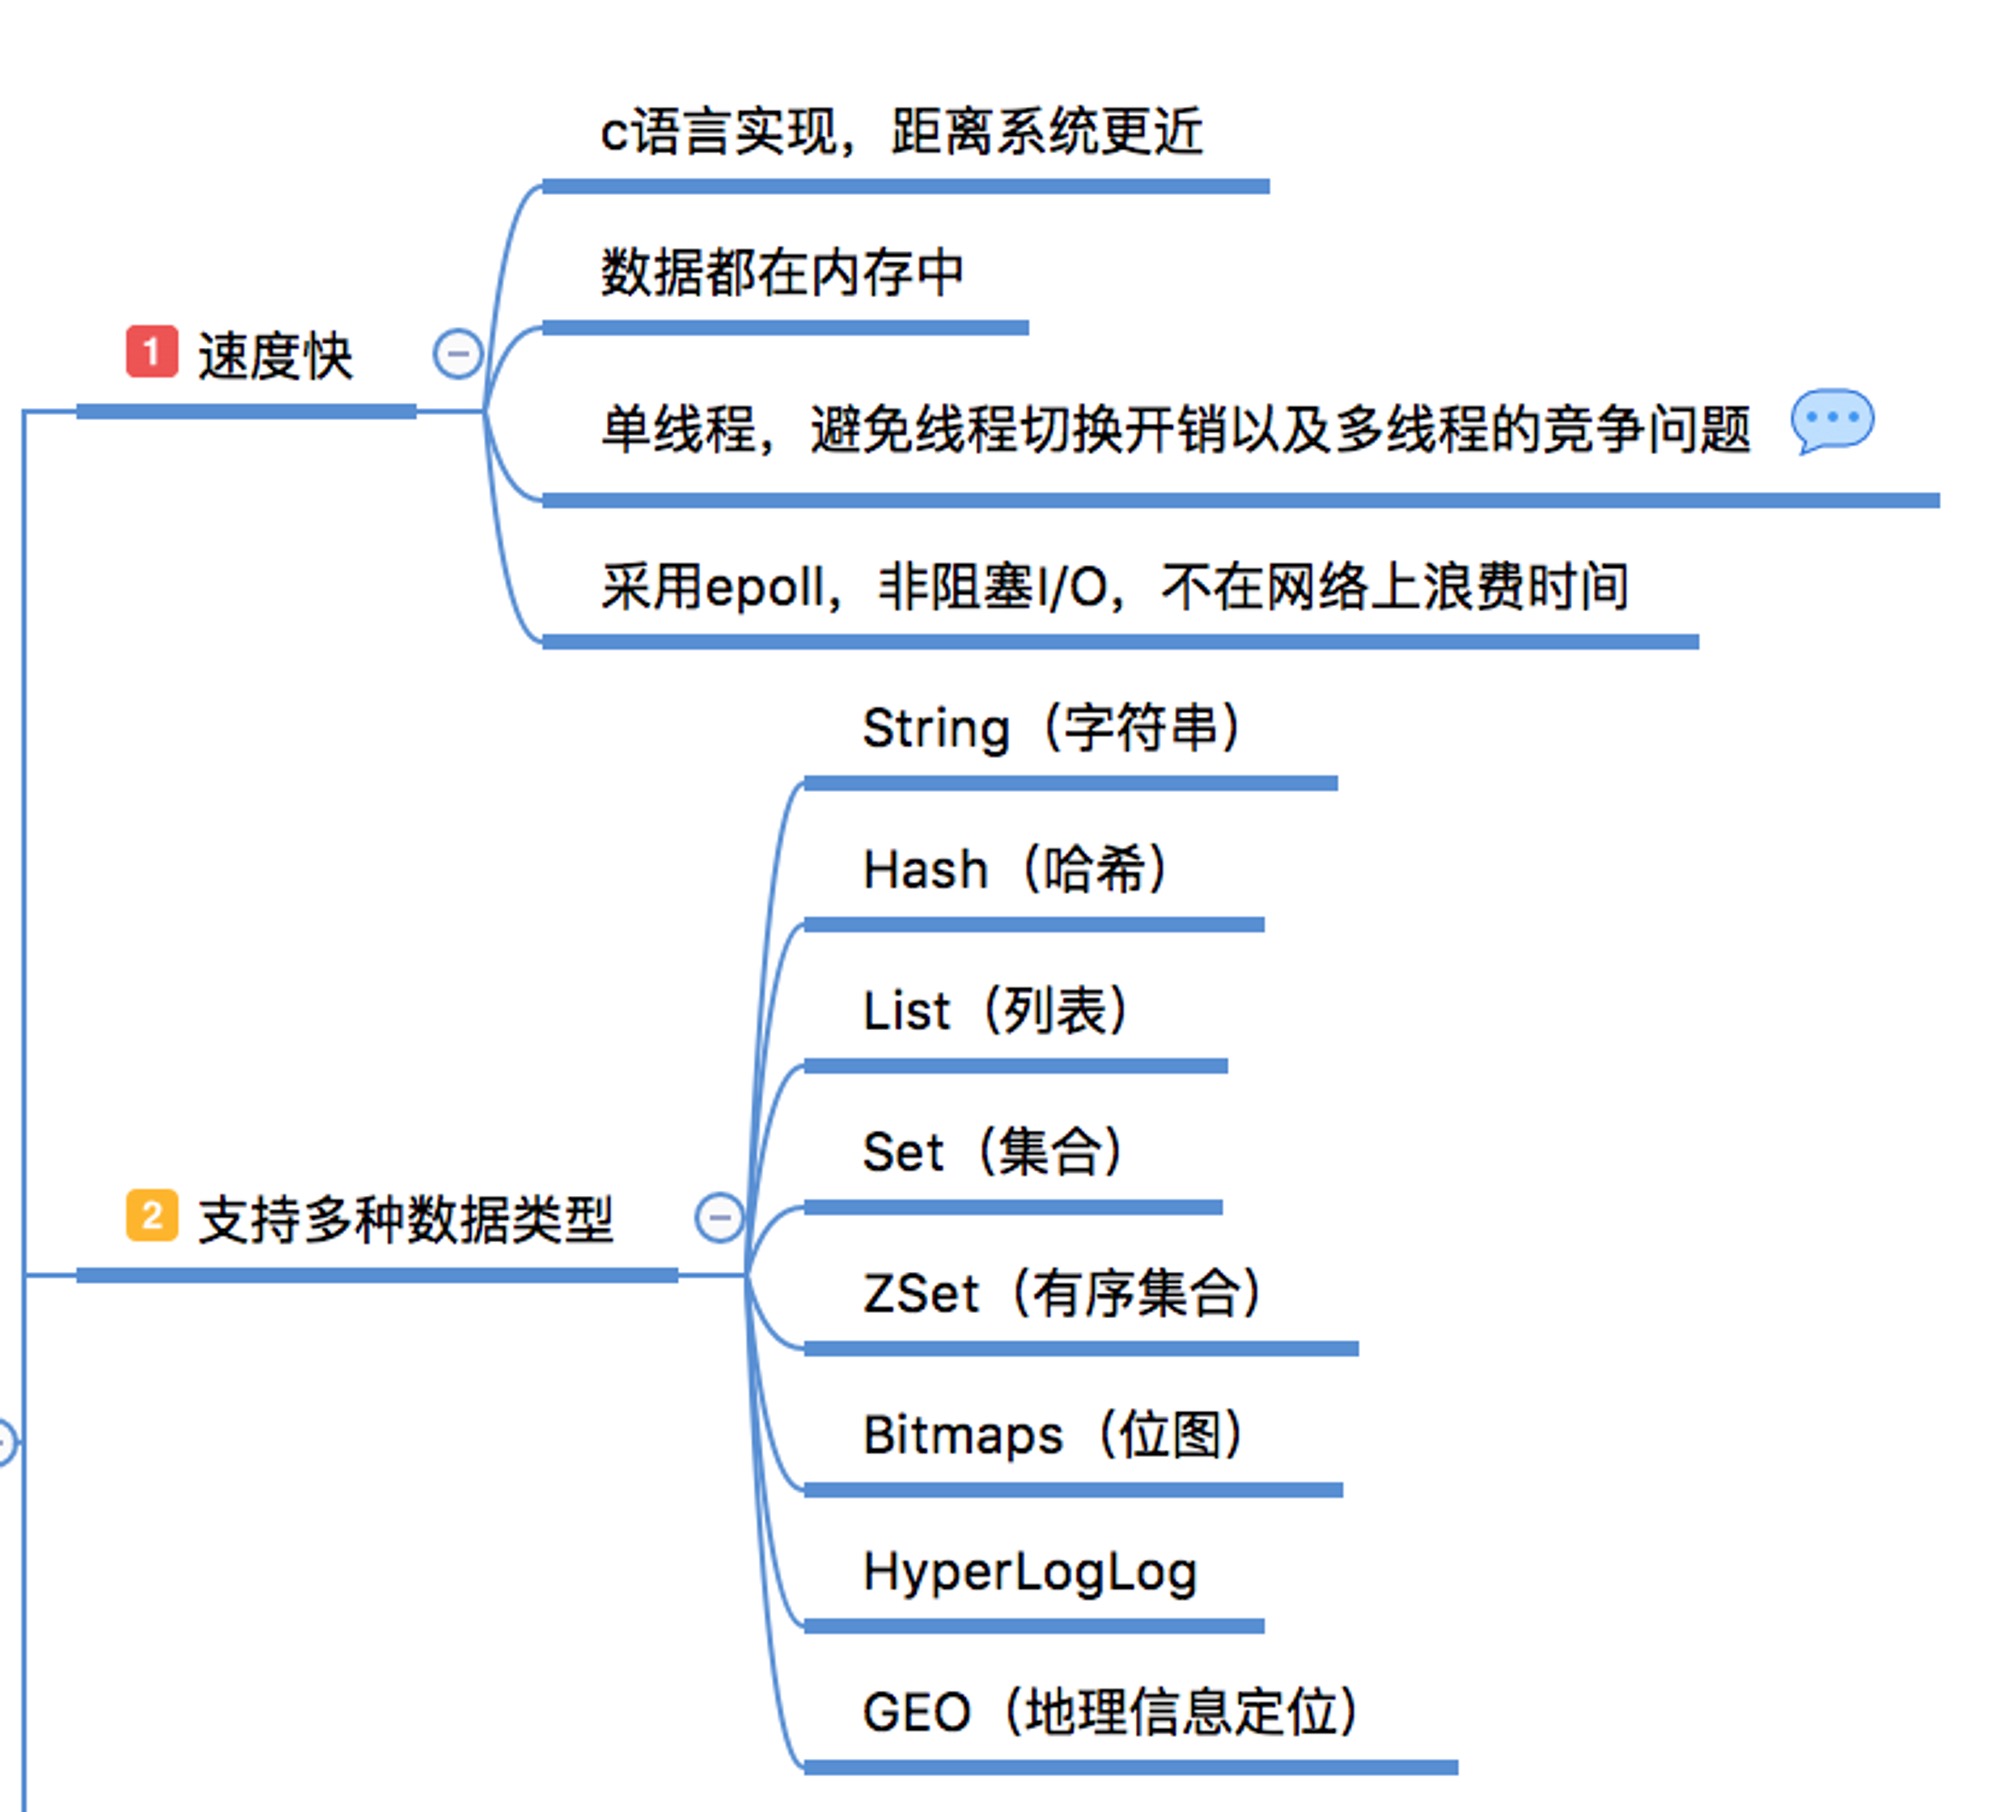 c语言实现，距离系统更近
数据都在内存中
1 速度快
单线程，避免线程切换开销以及多线程的竞争问题
采用epoll，非阻塞I/O，不在网络上浪费时间
String（字符串）
Hash（哈希）
List（列表）
Set（集合）
2 支持多种数据类型
ZSet（有序集合）
Bitmaps（位图）
HyperLogLog
GEO（地理信息定位）